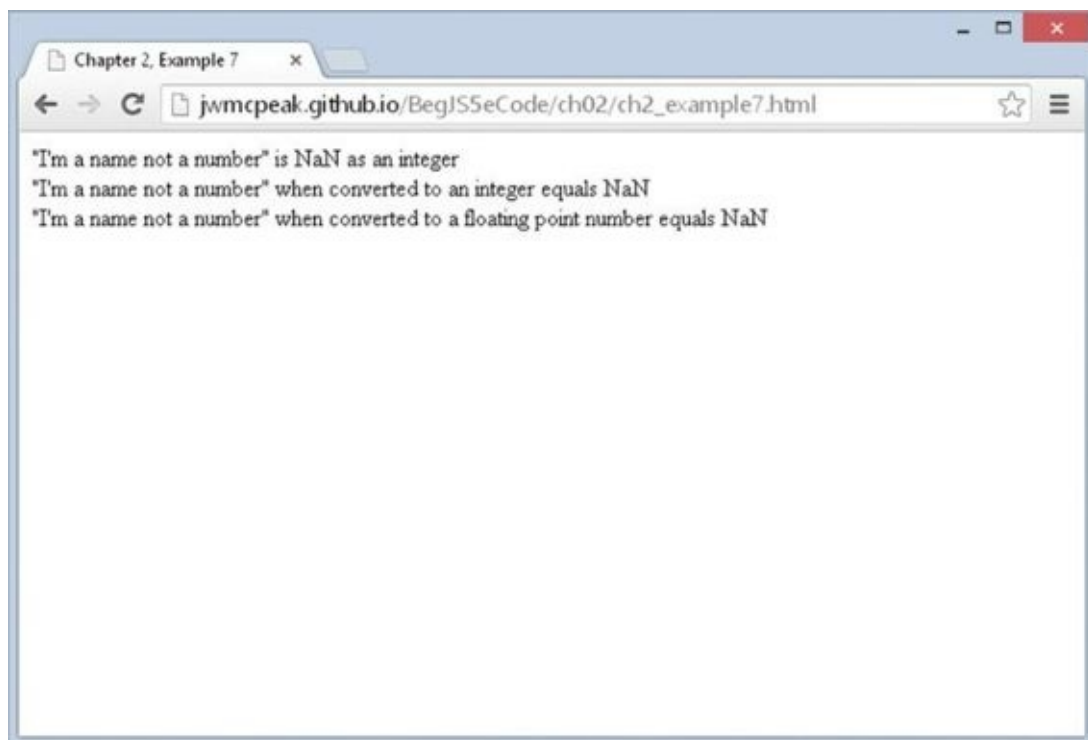 Chapter 2, Example 7
jwmcpeak.github.io/BegJS5eCode/ch02/ch2_example7.html
"I'm a name not a number" is NaN as an integer
"I'm a name not a number" when converted to an integer equals NaN
"I'm a name not a number" when converted to a floating point number equals NaN